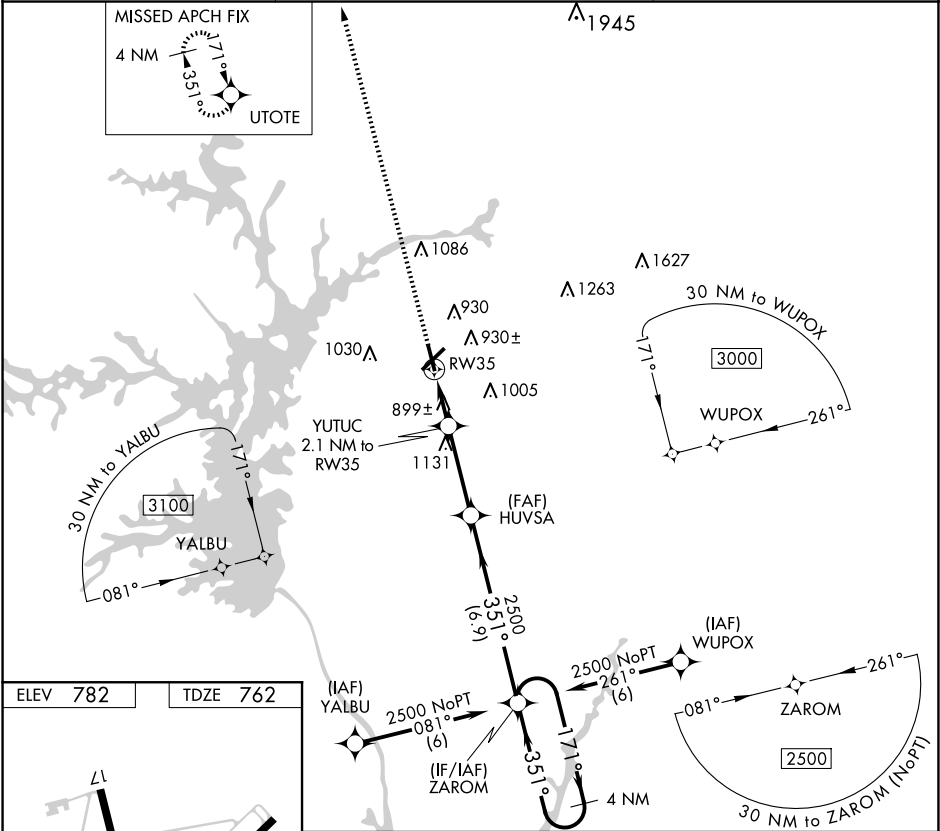 MISSED APCH FIX
4 NM
171°
351°
UTOTE
1945
1086
1627
1263
930
930±
1030
RW35
1005
899±
YUTUC
2.1 NM to
RW35
1131
30 NM to WUPOX
171°
3000
WUPOX
261°
30 NM to YALBU
171°
3100
YALBU
081°
(FAF)
HUVSA
2500
351°
(6.9)
(IAF)
WUPOX
2500 NoPT
261°
(6)
(IAF)
YALBU
2500 NoPT
081°
(6)
(IF/IAF)
ZAROM
351°
171°
4 NM
261°
081°
ZAROM
2500
30 NM to ZAROM (NoPT)
ELEV 782
TDZE 762
17